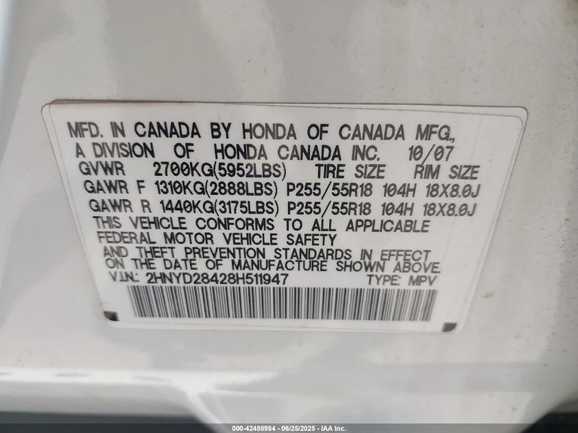 MFD. IN CANADA BY HONDA OF CANADA MFG.,
A DIVISION OF HONDA CANADA INC. 10/07
GVWR 2700KG(5952LBS) TIRE SIZE RIM SIZE
GAWR F 1310KG(2888LBS) P255/55R18 104H 18X8.0J
GAWR R 1440KG(3175LBS) P255/55R18 104H 18X8.0J
THIS VEHICLE CONFORMS TO ALL APPLICABLE
FEDERAL MOTOR VEHICLE SAFETY
AND THEFT PREVENTION STANDARDS IN EFFECT
ON THE DATE OF MANUFACTURE SHOWN ABOVE.
V.I.N.: 2HNYD28428H511947 TYPE: MPV
000-42488984 - 06/25/2025 - IAA Inc.